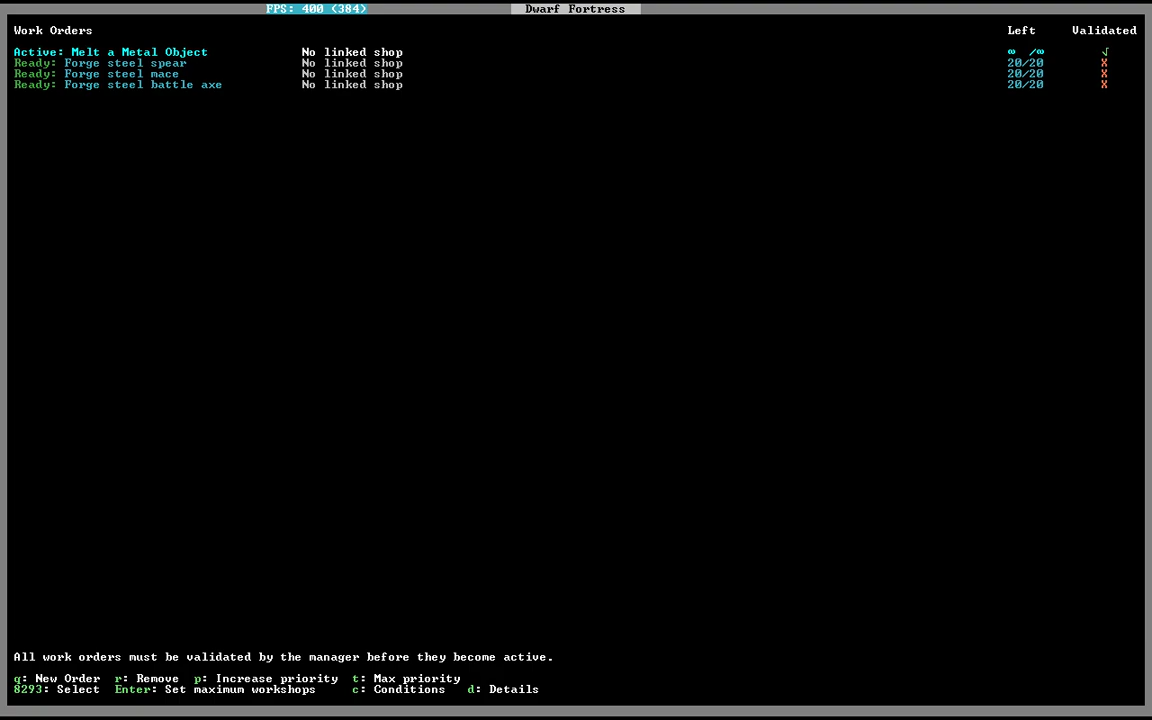 FPS: 400 (384) Dwarf Fortress
Work Orders Left Validated
Active: Melt a Metal Object No linked shop ∞ /∞ √
Ready: Forge steel spear No linked shop 20/20 X
Ready: Forge steel mace No linked shop 20/20 X
Ready: Forge steel battle axe No linked shop 20/20 X
All work orders must be validated by the manager before they become active.
q: New Order r: Remove p: Increase priority t: Max priority
8293: Select Enter: Set maximum workshops c: Conditions d: Details